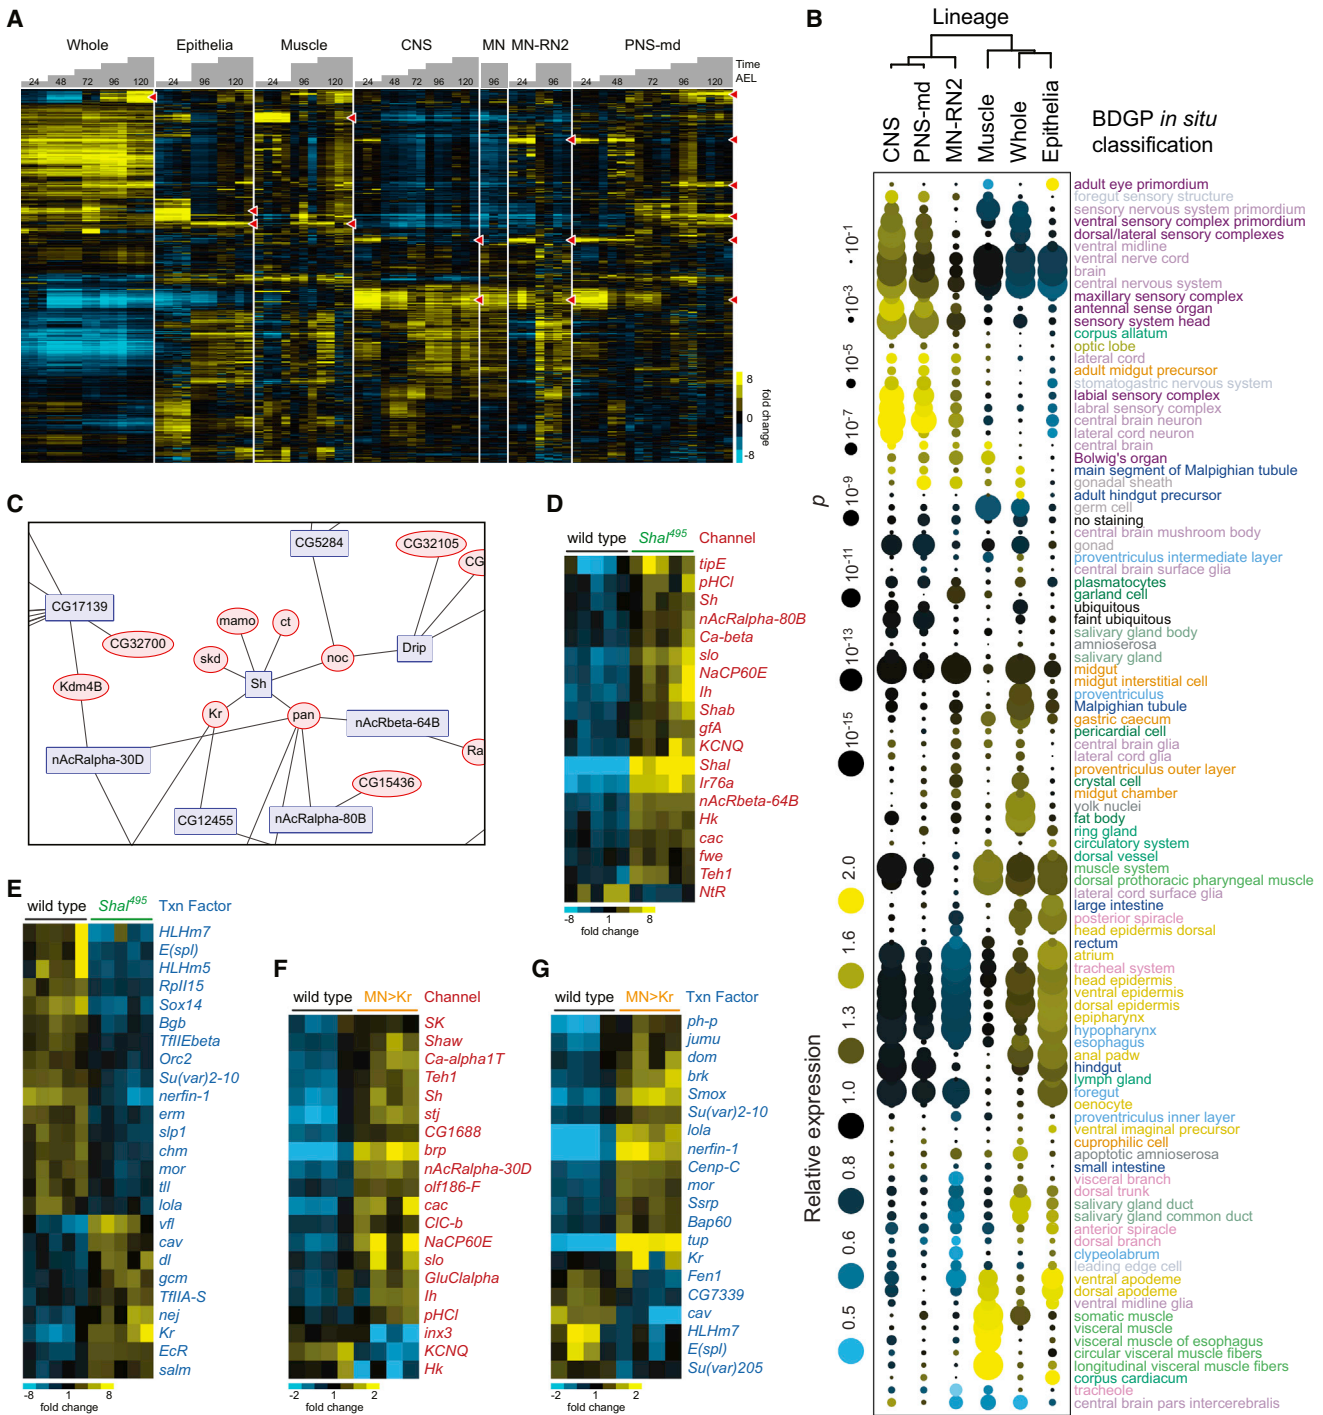 A
Whole
Epithelia
Muscle
CNS
MN
MN-RN2
PNS-md
Time
AEL
24 48 72 96 120
24 96 120
24 96 120
24 48 72 96 120
96
24 96
24 48 72 96 120
8
0
-8
fold change
B
Lineage
CNS
PNS-md
MN-RN2
Muscle
Whole
Epithelia
BDGP in situ
classification
adult eye primordium
foregut sensory structure
sensory nervous system primordium
ventral sensory complex primordium
dorsal/lateral sensory complexes
ventral midline
ventral nerve cord
brain
central nervous system
maxillary sensory complex
antennal sense organ
sensory system head
corpus allatum
optic lobe
lateral cord
adult midgut precursor
stomatogastric nervous system
labial sensory complex
labral sensory complex
central brain neuron
lateral cord neuron
central brain
Bolwig's organ
main segment of Malpighian tubule
gonadal sheath
adult hindgut precursor
germ cell
no staining
central brain mushroom body
gonad
proventriculus intermediate layer
central brain surface glia
plasmatocytes
garland cell
ubiquitous
faint ubiquitous
salivary gland body
amnioserosa
salivary gland
midgut
midgut interstitial cell
proventriculus
Malpighian tubule
gastric caecum
pericardial cell
central brain glia
lateral cord glia
proventriculus outer layer
crystal cell
midgut chamber
yolk nuclei
fat body
ring gland
circulatory system
dorsal vessel
muscle system
dorsal prothoracic pharyngeal muscle
lateral cord surface glia
large intestine
posterior spiracle
head epidermis dorsal
rectum
atrium
tracheal system
head epidermis
ventral epidermis
dorsal epidermis
epipharynx
hypopharynx
esophagus
anal padw
hindgut
lymph gland
foregut
oenocyte
proventriculus inner layer
ventral imaginal precursor
cuprophilic cell
apoptotic amnioserosa
small intestine
visceral branch
dorsal trunk
salivary gland duct
salivary gland common duct
anterior spiracle
dorsal branch
clypeolabrum
leading edge cell
ventral apodeme
dorsal apodeme
ventral midline glia
somatic muscle
visceral muscle
visceral muscle of esophagus
circular visceral muscle fibers
longitudinal visceral muscle fibers
corpus cardiacum
tracheole
central brain pars intercerebralis
p
10-1
10-3
10-5
10-7
10-9
10-11
10-13
10-15
Relative expression
2.0
1.6
1.3
1.0
0.8
0.6
0.5
C
CG5284
CG32105
CG
CG17139
CG32700
mamo
ct
skd
noc
Drip
Sh
Kdm4B
Kr
pan
nAcRbeta-64B
Ra
nAcRalpha-30D
CG15436
CG12455
nAcRalpha-80B
D
wild type
Shal495
Channel
tipE
pHCl
Sh
nAcRalpha-80B
Ca-beta
slo
NaCP60E
Ih
Shab
gfA
KCNQ
Shal
Ir76a
nAcRbeta-64B
Hk
cac
fwe
Teh1
NtR
-8 1 8
fold change
E
wild type
Shal495
Txn Factor
HLHm7
E(spl)
HLHm5
RpII15
Sox14
Bgb
TfIIEbeta
Orc2
Su(var)2-10
nerfin-1
erm
slp1
chm
mor
tll
lola
vfl
cav
dl
gcm
TfIIA-S
nej
Kr
EcR
salm
-8 1 8
fold change
F
wild type
MN>Kr
Channel
SK
Shaw
Ca-alpha1T
Teh1
Sh
stj
CG1688
brp
nAcRalpha-30D
olf186-F
cac
ClC-b
NaCP60E
slo
GluClalpha
Ih
pHCl
inx3
KCNQ
Hk
-2 1 2
fold change
G
wild type
MN>Kr
Txn Factor
ph-p
jumu
dom
brk
Smox
Su(var)2-10
lola
nerfin-1
Cenp-C
mor
Ssrp
Bap60
tup
Kr
Fen1
CG7339
cav
HLHm7
E(spl)
Su(var)205
-2 1 2
fold change